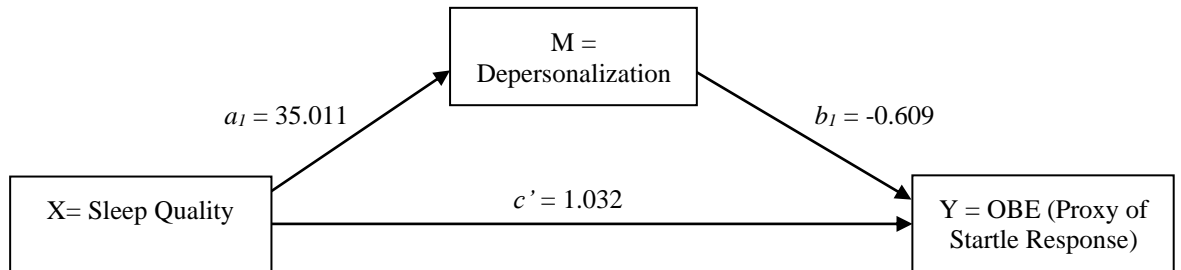 M =
Depersonalization
a1 = 35.011
b1 = -0.609
X= Sleep Quality
c’ = 1.032
Y = OBE (Proxy of
Startle Response)